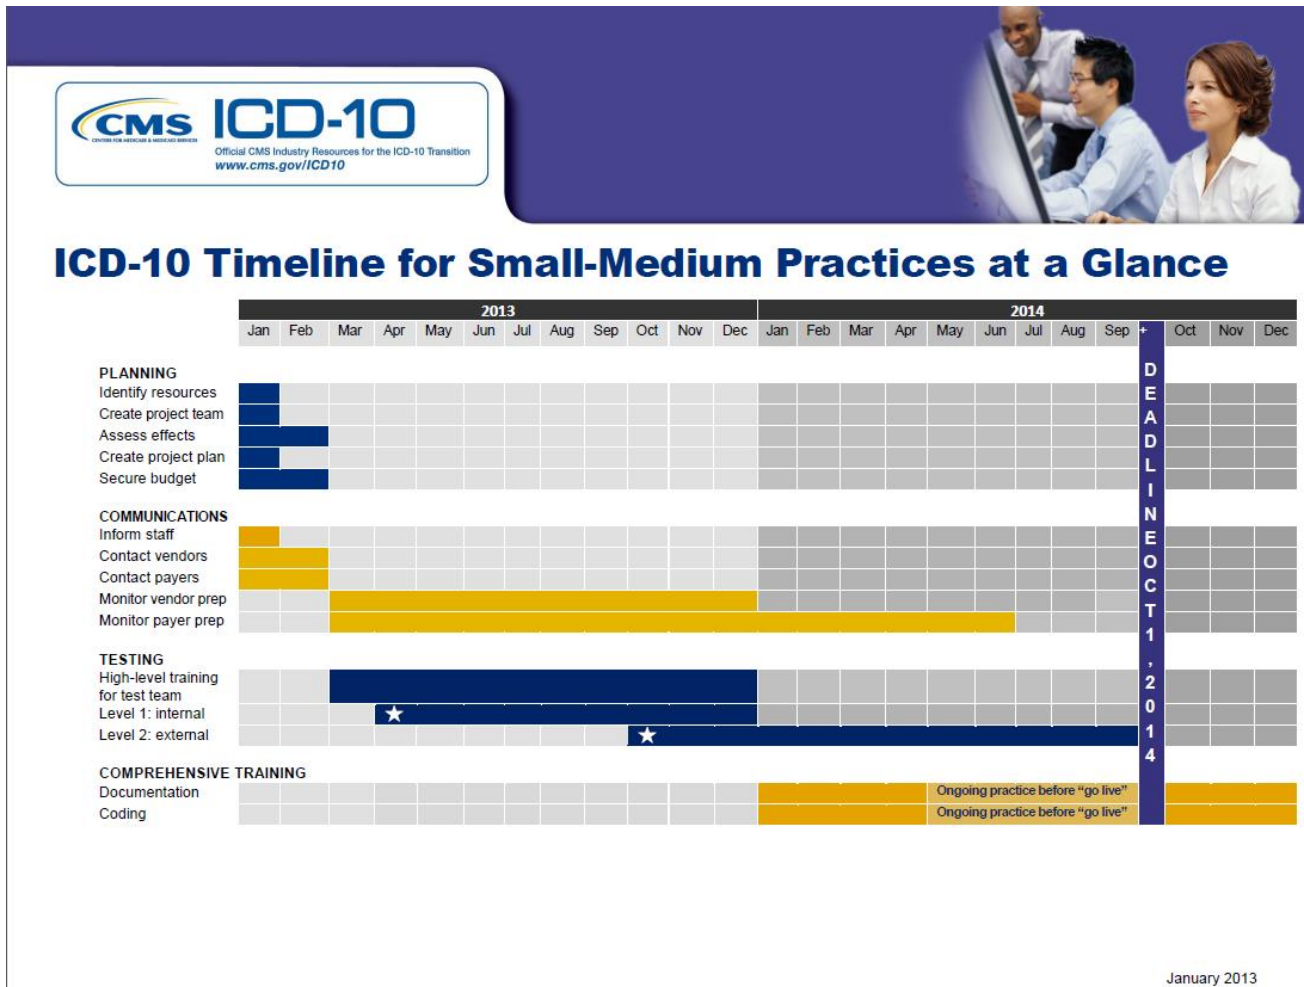 CMS
CENTERS FOR MEDICARE & MEDICAID SERVICES
ICD-10
Official CMS Industry Resources for the ICD-10 Transition
www.cms.gov/ICD10
ICD-10 Timeline for Small-Medium Practices at a Glance
2013 2014
Jan Feb Mar Apr May Jun Jul Aug Sep Oct Nov Dec Jan Feb Mar Apr May Jun Jul Aug Sep + Oct Nov Dec
DEADLINE OCT 1, 2014
PLANNING
Identify resources
Create project team
Assess effects
Create project plan
Secure budget
COMMUNICATIONS
Inform staff
Contact vendors
Contact payers
Monitor vendor prep
Monitor payer prep
TESTING
High-level training
for test team
Level 1: internal
Level 2: external
COMPREHENSIVE TRAINING
Documentation Ongoing practice before “go live”
Coding Ongoing practice before “go live”
January 2013